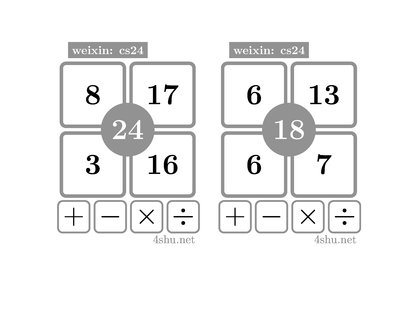 weixin: cs24
8 17
24
3 16
+ − × ÷
4shu.net
weixin: cs24
6 13
18
6 7
+ − × ÷
4shu.net